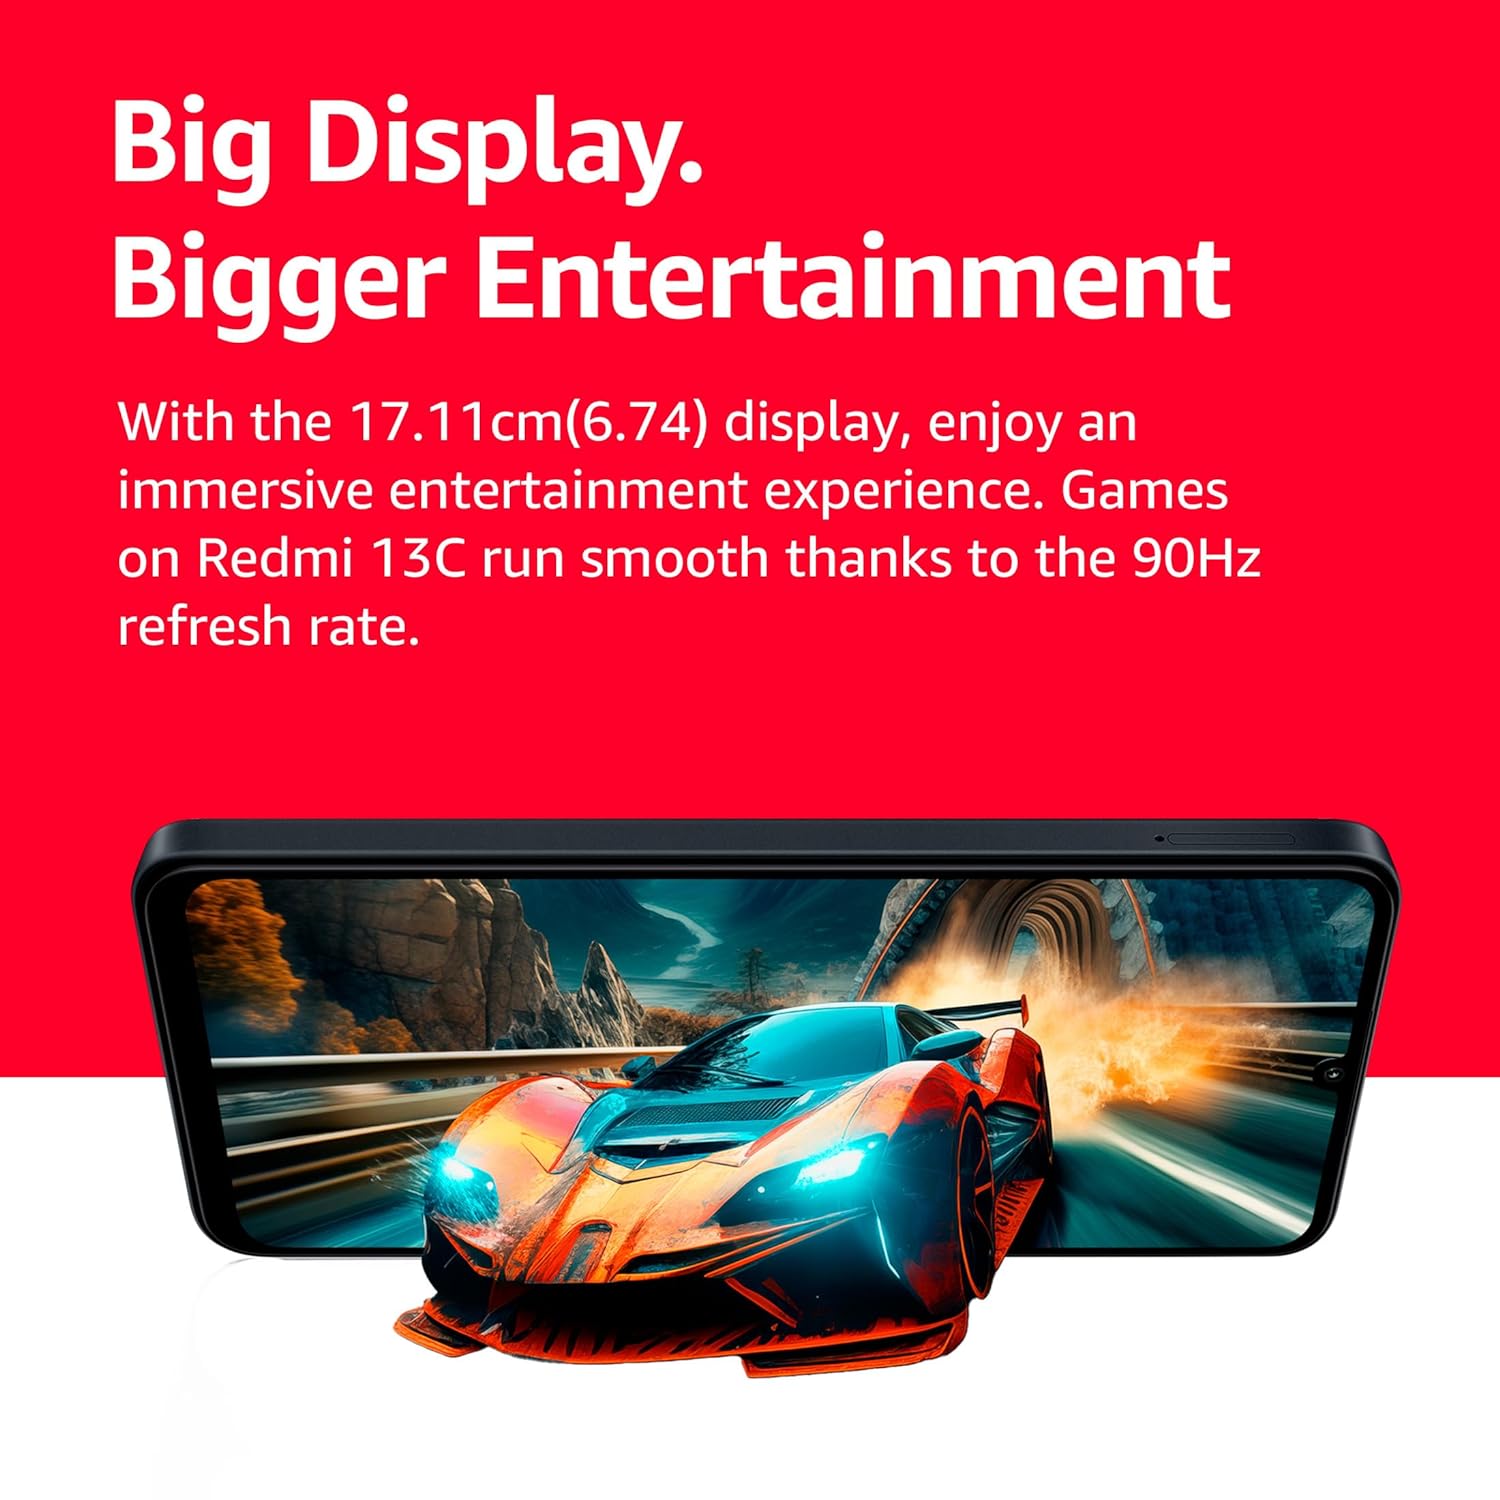 Big Display.
Bigger Entertainment
With the 17.11cm(6.74) display, enjoy an
immersive entertainment experience. Games
on Redmi 13C run smooth thanks to the 90Hz
refresh rate.